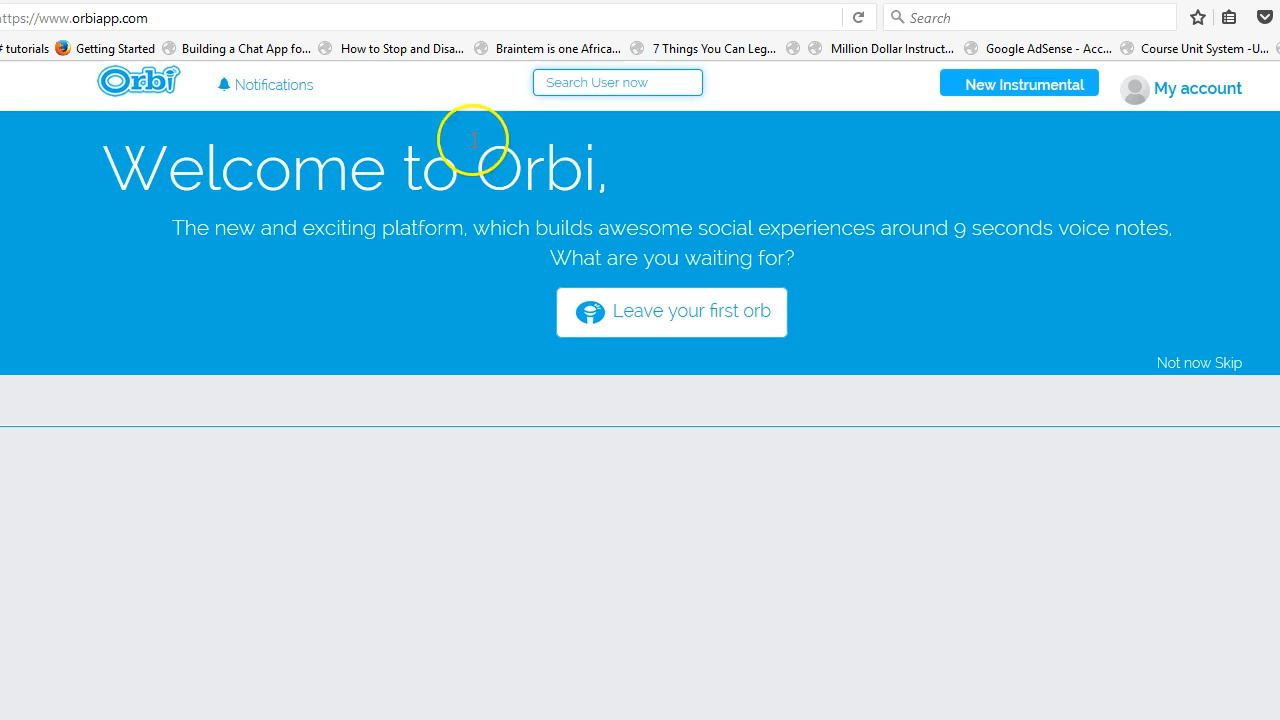 ttps://www.orbiapp.com
Search
# tutorials
Getting Started
Building a Chat App fo...
How to Stop and Disa...
Braintem is one Africa...
7 Things You Can Leg...
Million Dollar Instruct...
Google AdSense - Acc...
Course Unit System -U...
Orbi
Notifications
Search User now
New Instrumental
My account
Welcome to Orbi,
The new and exciting platform, which builds awesome social experiences around 9 seconds voice notes,
What are you waiting for?
Leave your first orb
Not now Skip